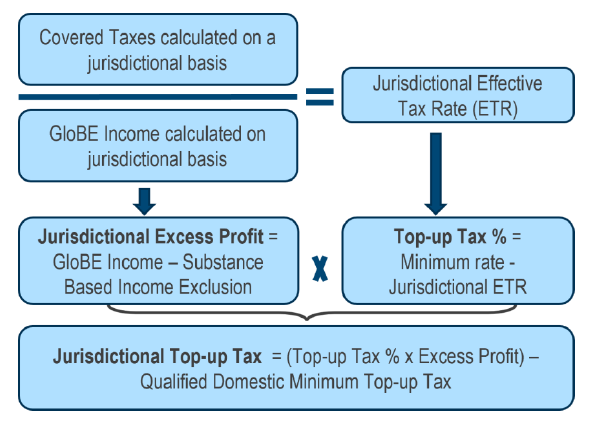 Covered Taxes calculated on a
jurisdictional basis
=
Jurisdictional Effective
Tax Rate (ETR)
GloBE Income calculated on
jurisdictional basis
Jurisdictional Excess Profit =
GloBE Income – Substance
Based Income Exclusion
x
Top-up Tax % =
Minimum rate -
Jurisdictional ETR
Jurisdictional Top-up Tax = (Top-up Tax % x Excess Profit) –
Qualified Domestic Minimum Top-up Tax